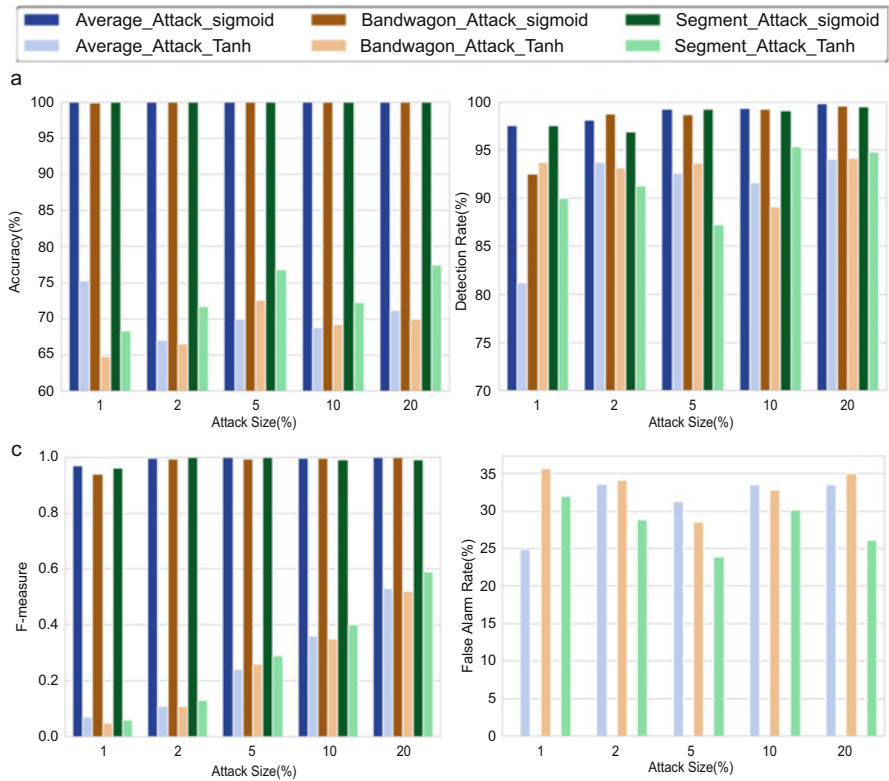 Average_Attack_sigmoid Bandwagon_Attack_sigmoid Segment_Attack_sigmoid
Average_Attack_Tanh Bandwagon_Attack_Tanh Segment_Attack_Tanh
a
Accuracy(%)
100
95
90
85
80
75
70
65
60
1 2 5 10 20
Attack Size(%)
Detection Rate(%)
100
95
90
85
80
70
1 2 5 10 20
Attack Size(%)
c
F-measure
1.0
0.8
0.6
0.4
0.2
0.0
1 2 5 10 20
Attack Size(%)
False Alarm Rate(%)
35
30
25
20
15
10
5
0
1 2 5 10 20
Attack Size(%)